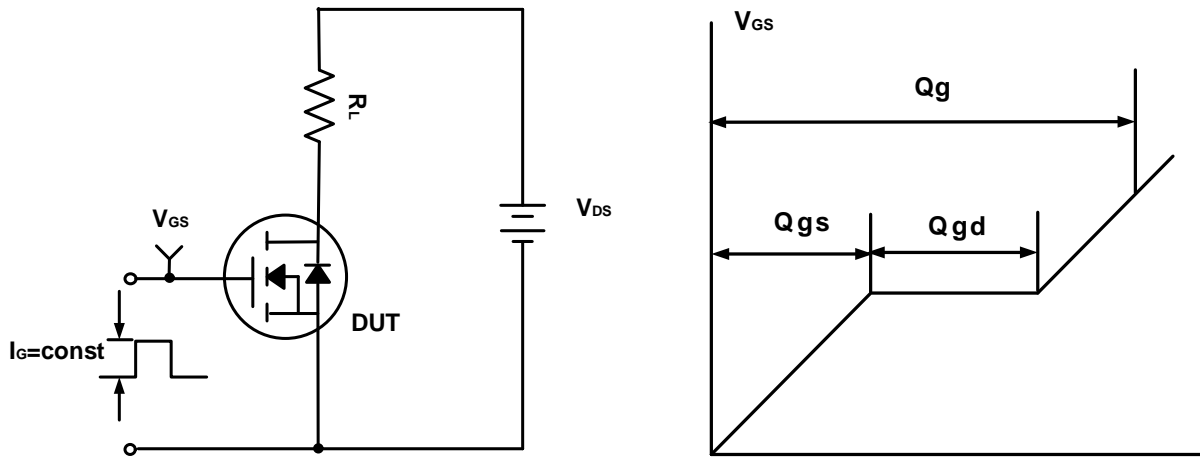 RL
VGS
VDS
DUT
IG=const
VGS
Qg
Qgs
Qgd